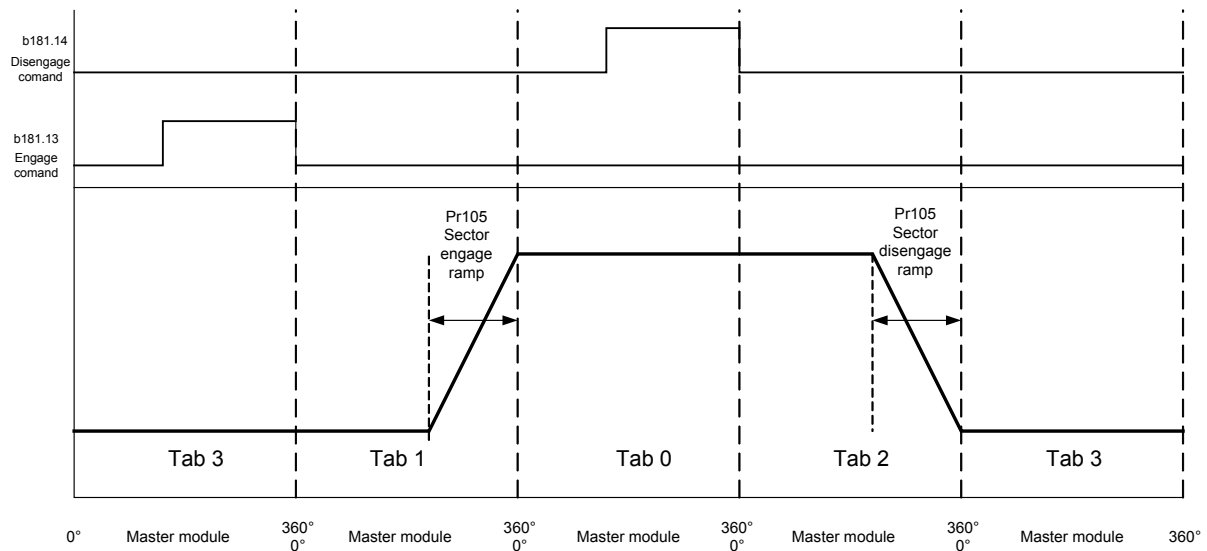 b181.14
Disengage
comand
b181.13
Engage
comand
Pr105
Sector
engage
ramp
Pr105
Sector
disengage
ramp
Tab 3
Tab 1
Tab 0
Tab 2
Tab 3
0°
Master module
360°
0°
Master module
360°
0°
Master module
360°
0°
Master module
360°
0°
Master module
360°